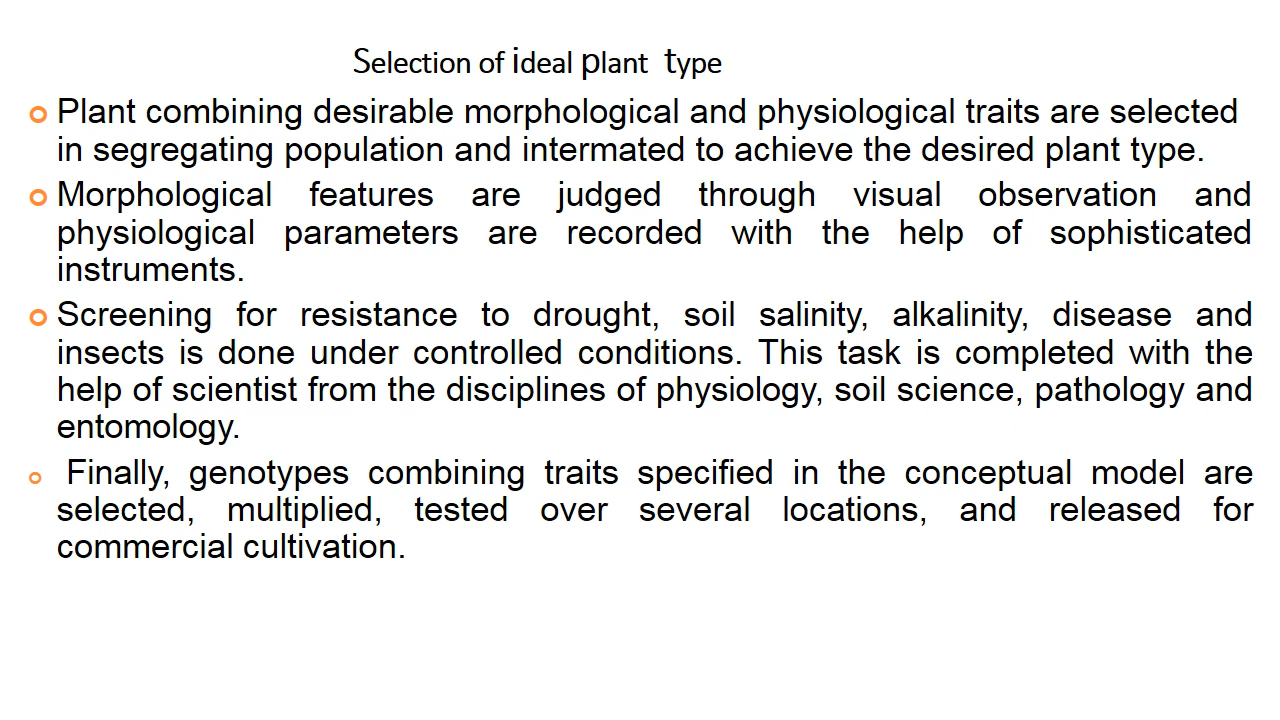 Selection of ideal plant type
Plant combining desirable morphological and physiological traits are selected
in segregating population and intermated to achieve the desired plant type.
Morphological features are judged through visual observation and
physiological parameters are recorded with the help of sophisticated
instruments.
Screening for resistance to drought, soil salinity, alkalinity, disease and
insects is done under controlled conditions. This task is completed with the
help of scientist from the disciplines of physiology, soil science, pathology and
entomology.
Finally, genotypes combining traits specified in the conceptual model are
selected, multiplied, tested over several locations, and released for
commercial cultivation.